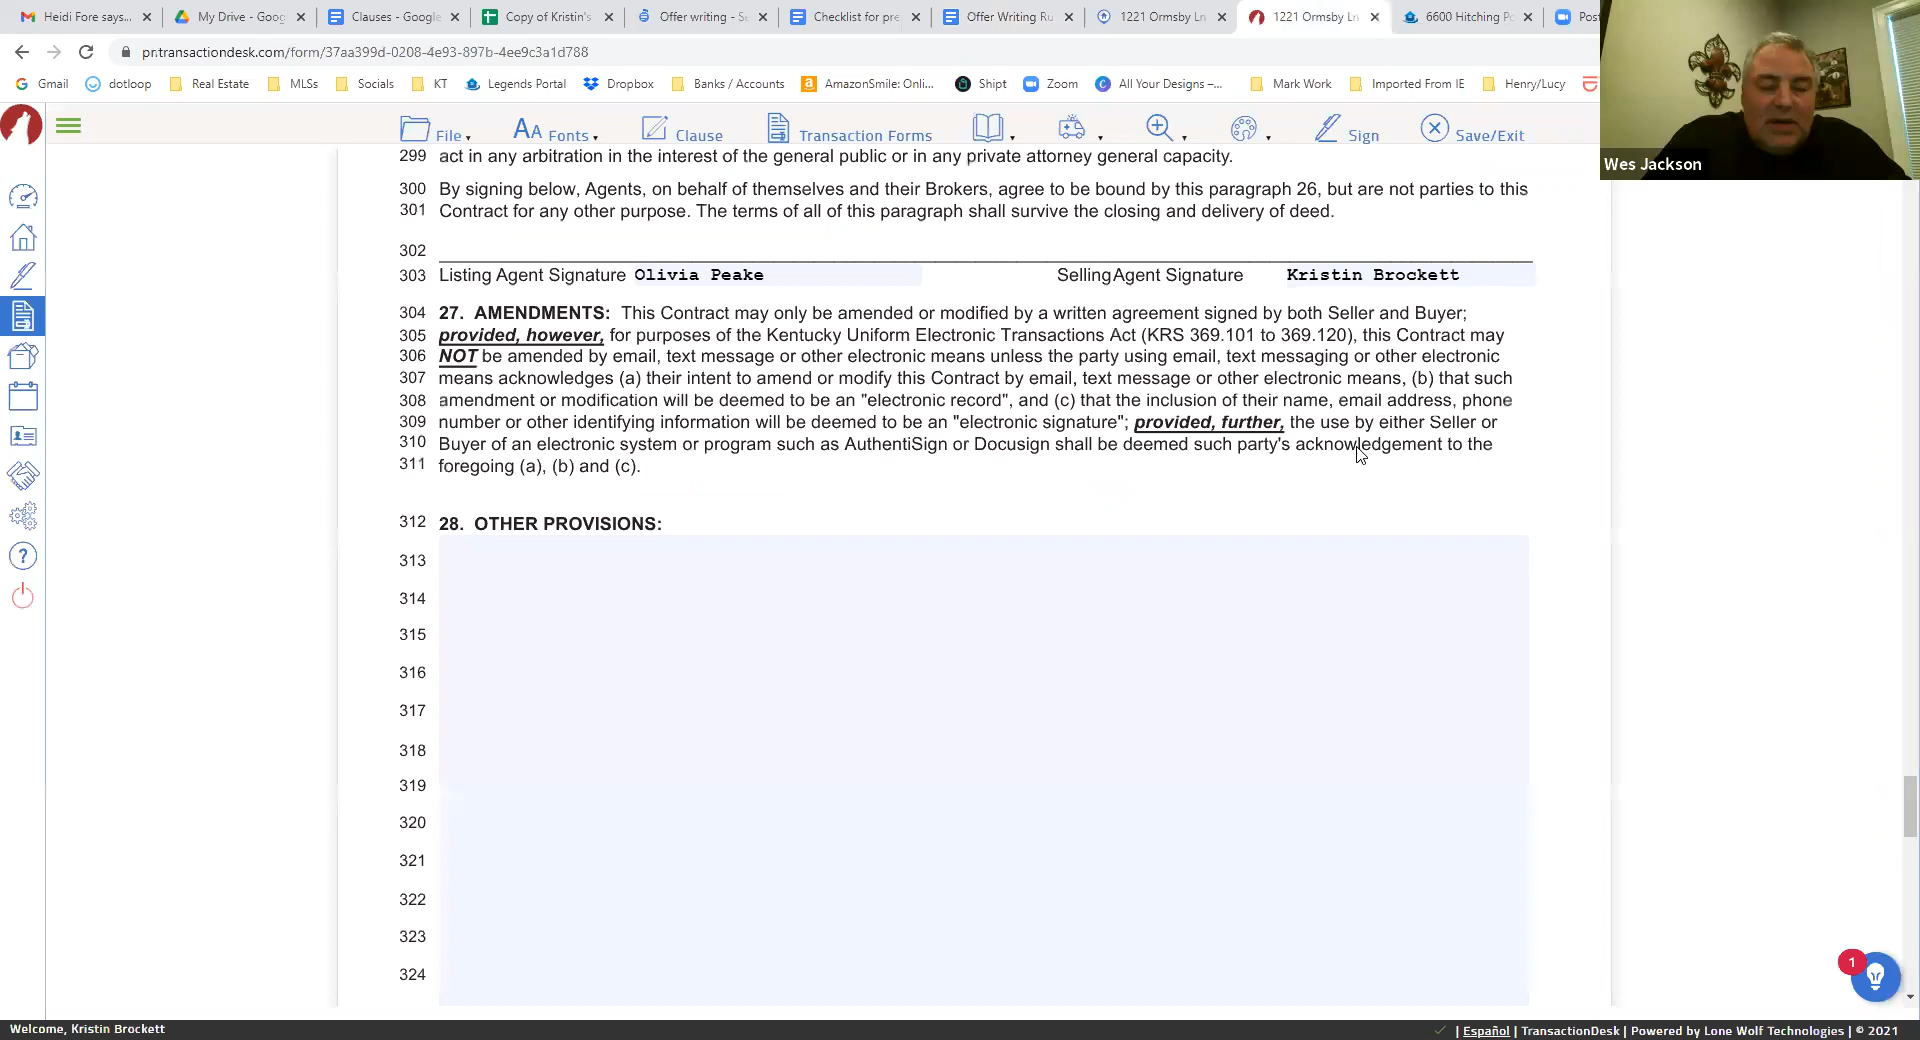 Heidi Fore says...
My Drive - Goog
Clauses - Google
Copy of Kristin's
Offer writing - S
Checklist for pre
Offer Writing Ru
1221 Ormsby Ln
1221 Ormsby Ln
6600 Hitching Po
Pos
pr.transactiondesk.com/form/37aa399d-0208-4e93-897b-4ee9c3a1d788
Gmail
dotloop
Real Estate
MLSs
Socials
KT
Legends Portal
Dropbox
Banks / Accounts
AmazonSmile: Onli...
Shipt
Zoom
All Your Designs –...
Mark Work
Imported From IE
Henry/Lucy
Wes Jackson
File
AA Fonts
Clause
Transaction Forms
Sign
Save/Exit
299 act in any arbitration in the interest of the general public or in any private attorney general capacity.
300 By signing below, Agents, on behalf of themselves and their Brokers, agree to be bound by this paragraph 26, but are not parties to this
301 Contract for any other purpose. The terms of all of this paragraph shall survive the closing and delivery of deed.
302
303 Listing Agent Signature Olivia Peake SellingAgent Signature Kristin Brockett
304 27. AMENDMENTS: This Contract may only be amended or modified by a written agreement signed by both Seller and Buyer;
305 provided, however, for purposes of the Kentucky Uniform Electronic Transactions Act (KRS 369.101 to 369.120), this Contract may
306 NOT be amended by email, text message or other electronic means unless the party using email, text messaging or other electronic
307 means acknowledges (a) their intent to amend or modify this Contract by email, text message or other electronic means, (b) that such
308 amendment or modification will be deemed to be an "electronic record", and (c) that the inclusion of their name, email address, phone
309 number or other identifying information will be deemed to be an "electronic signature"; provided, further, the use by either Seller or
310 Buyer of an electronic system or program such as AuthentiSign or Docusign shall be deemed such party's acknowledgement to the
311 foregoing (a), (b) and (c).
312 28. OTHER PROVISIONS:
313
314
315
316
317
318
319
320
321
322
323
324
1
Welcome, Kristin Brockett
| Español | TransactionDesk | Powered by Lone Wolf Technologies | © 2021